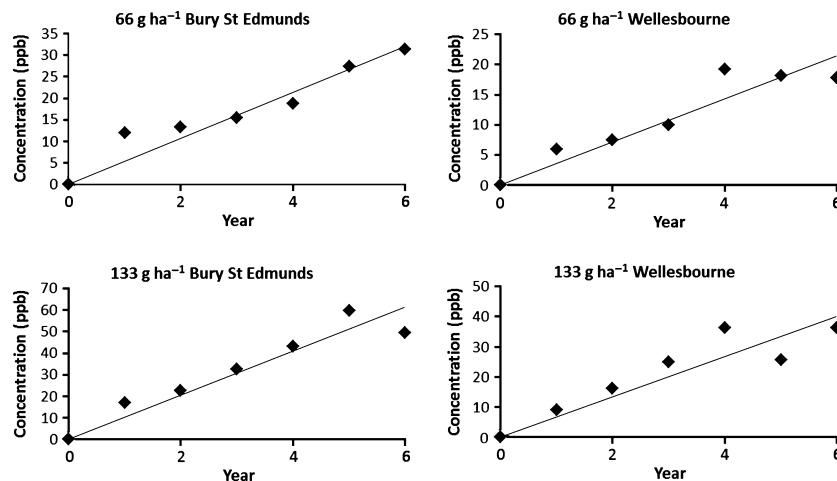 66 g ha⁻¹ Bury St Edmunds
Concentration (ppb)
35
30
25
20
15
10
5
0
0 2 4 6
Year
66 g ha⁻¹ Wellesbourne
Concentration (ppb)
25
20
15
10
5
0
0 2 4 6
Year
133 g ha⁻¹ Bury St Edmunds
Concentration (ppb)
70
60
50
40
30
20
10
0
0 2 4 6
Year
133 g ha⁻¹ Wellesbourne
Concentration (ppb)
50
40
30
20
10
0
0 2 4 6
Year